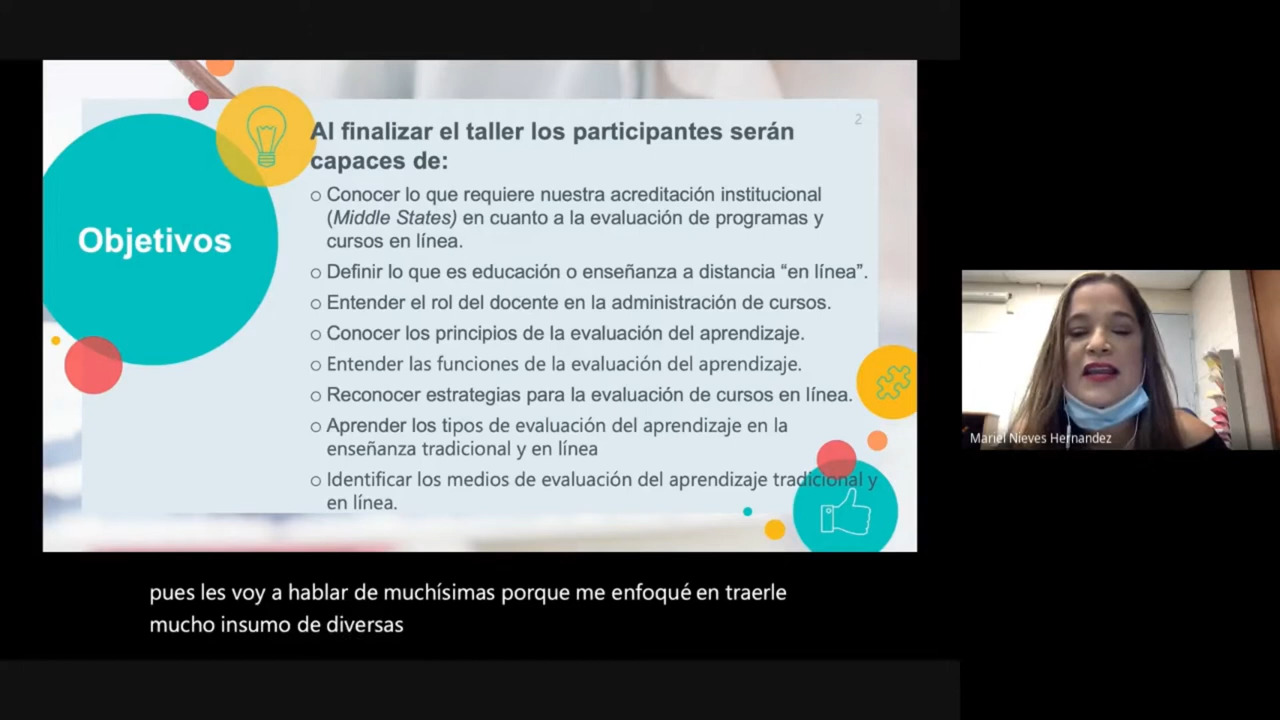 2
Objetivos
Al finalizar el taller los participantes serán
capaces de:
○ Conocer lo que requiere nuestra acreditación institucional
(Middle States) en cuanto a la evaluación de programas y
cursos en línea.
○ Definir lo que es educación o enseñanza a distancia “en línea”.
○ Entender el rol del docente en la administración de cursos.
○ Conocer los principios de la evaluación del aprendizaje.
○ Entender las funciones de la evaluación del aprendizaje.
○ Reconocer estrategias para la evaluación de cursos en línea.
○ Aprender los tipos de evaluación del aprendizaje en la
enseñanza tradicional y en línea
○ Identificar los medios de evaluación del aprendizaje tradicional y
en línea.
Mariel Nieves Hernandez
pues les voy a hablar de muchísimas porque me enfoqué en traerle
mucho insumo de diversas